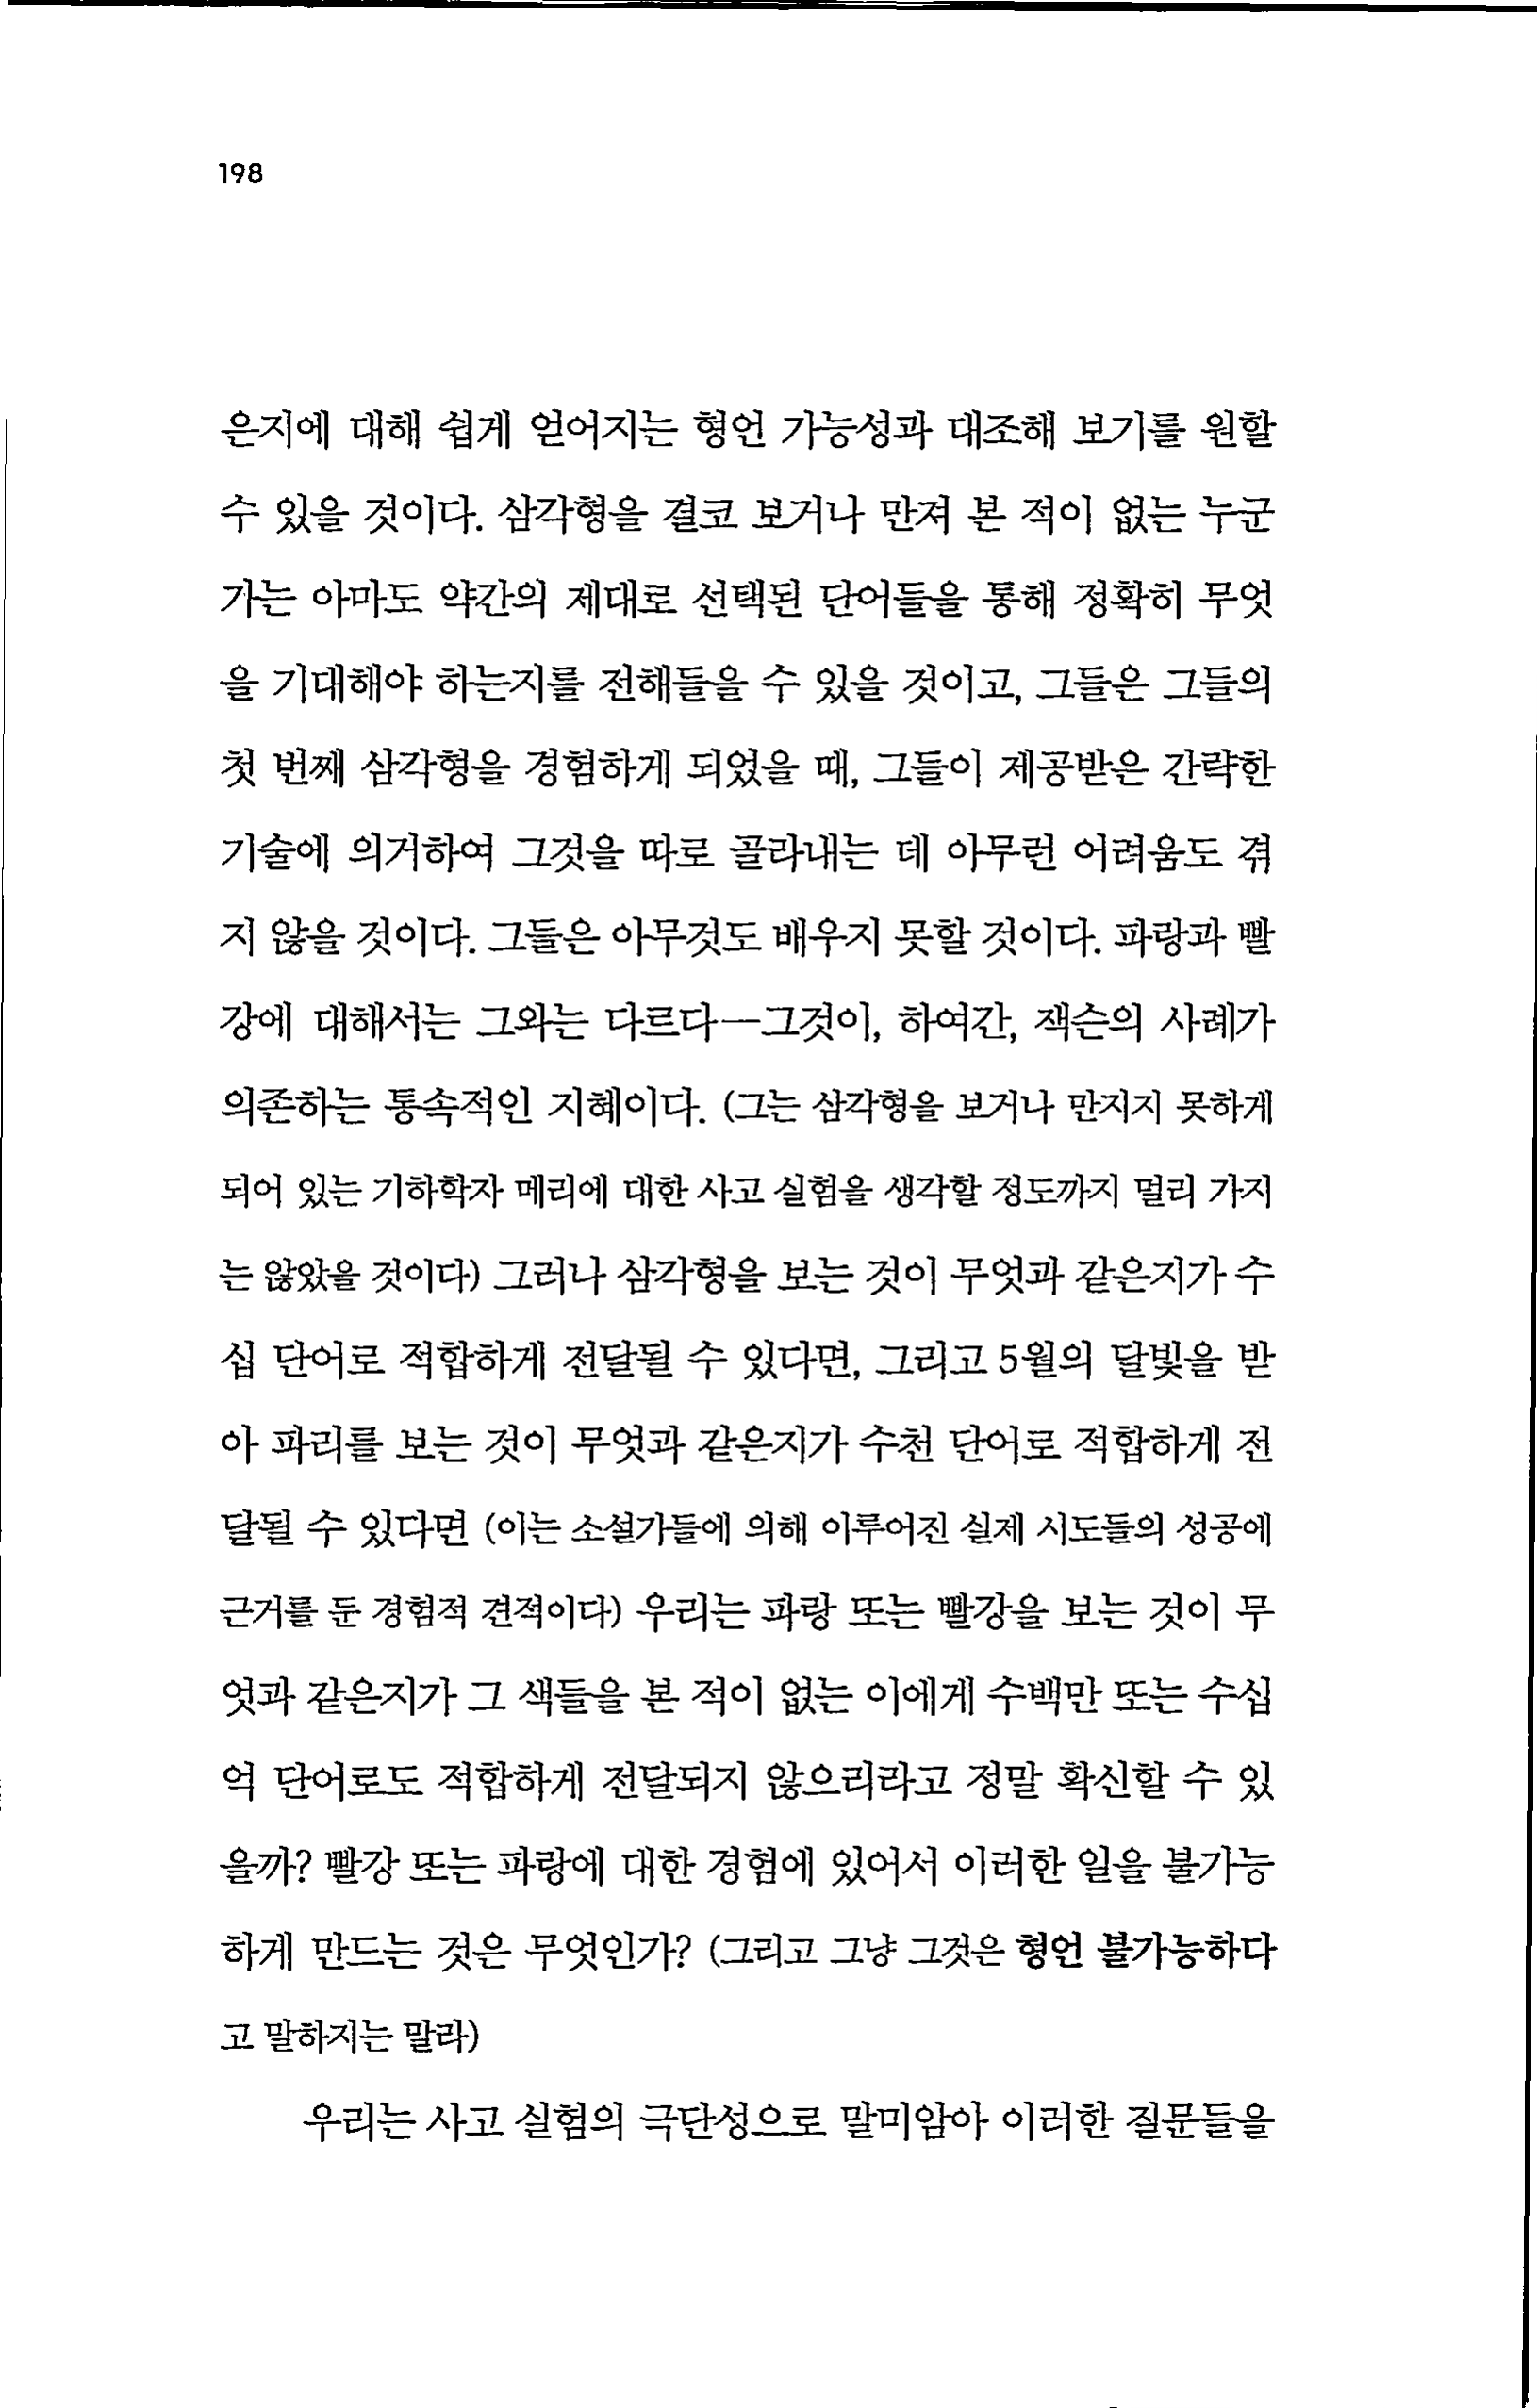 198
은지에 대해 쉽게 얻어지는 형언 가능성과 대조해 보기를 원할
수 있을 것이다. 삼각형을 결코 보거나 만져 본 적이 없는 누군
가는 아마도 약간의 제대로 선택된 단어들을 통해 정확히 무엇
을 기대해야 하는지를 전해들을 수 있을 것이고, 그들은 그들의
첫 번째 삼각형을 경험하게 되었을 때, 그들이 제공받은 간략한
기술에 의거하여 그것을 따로 골라내는 데 아무런 어려움도 겪
지 않을 것이다. 그들은 아무것도 배우지 못할 것이다. 파랑과 빨
강에 대해서는 그와는 다르다—그것이, 하여간, 잭슨의 사례가
의존하는 통속적인 지혜이다. (그는 삼각형을 보거나 만지지 못하게
되어 있는 기하학자 메리에 대한 사고 실험을 생각할 정도까지 멀리 가지
는 않았을 것이다) 그러나 삼각형을 보는 것이 무엇과 같은지가 수
십 단어로 적합하게 전달될 수 있다면, 그리고 5월의 달빛을 받
아 파리를 보는 것이 무엇과 같은지가 수천 단어로 적합하게 전
달될 수 있다면 (이는 소설가들에 의해 이루어진 실제 시도들의 성공에
근거를 둔 경험적 견적이다) 우리는 파랑 또는 빨강을 보는 것이 무
엇과 같은지가 그 색들을 본 적이 없는 이에게 수백만 또는 수십
억 단어로도 적합하게 전달되지 않으리라고 정말 확신할 수 있
을까? 빨강 또는 파랑에 대한 경험에 있어서 이러한 일을 불가능
하게 만드는 것은 무엇인가? (그리고 그냥 그것은 형언 불가능하다
고 말하지는 말라)
우리는 사고 실험의 극단성으로 말미암아 이러한 질문들을